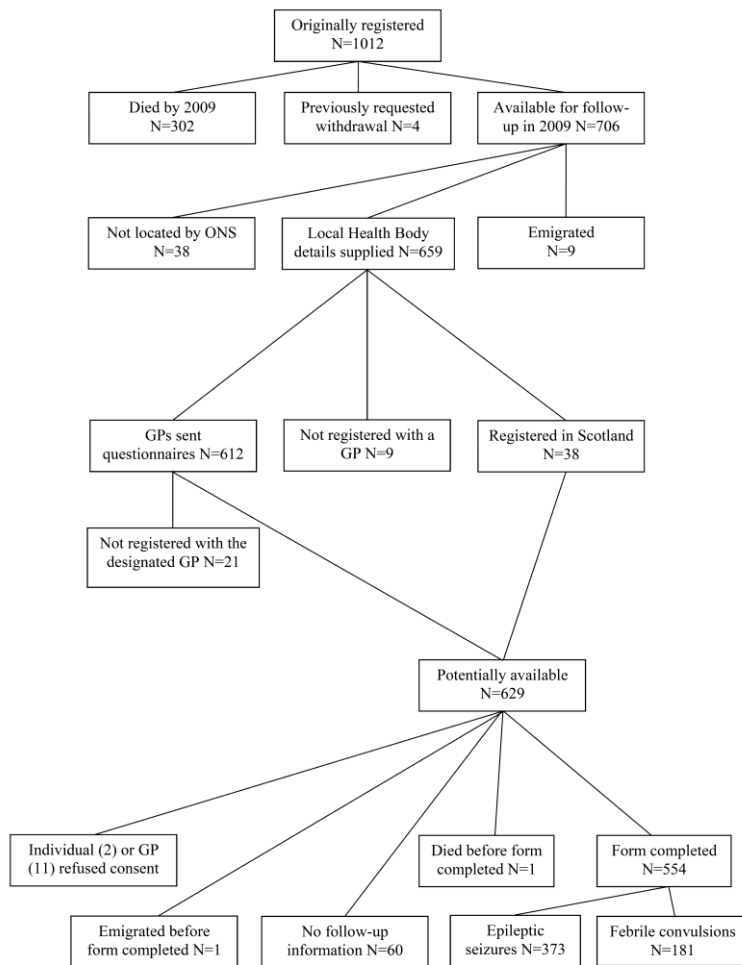 Originally registered
N=1012
Died by 2009
N=302
Previously requested
withdrawal N=4
Available for follow-
up in 2009 N=706
Not located by ONS
N=38
Local Health Body
details supplied N=659
Emigrated
N=9
GPs sent
questionnaires N=612
Not registered with a
GP N=9
Registered in Scotland
N=38
Not registered with the
designated GP N=21
Potentially available
N=629
Individual (2) or GP
(11) refused consent
Died before form
completed N=1
Form completed
N=554
Emigrated before
form completed N=1
No follow-up
information N=60
Epileptic
seizures N=373
Febrile convulsions
N=181